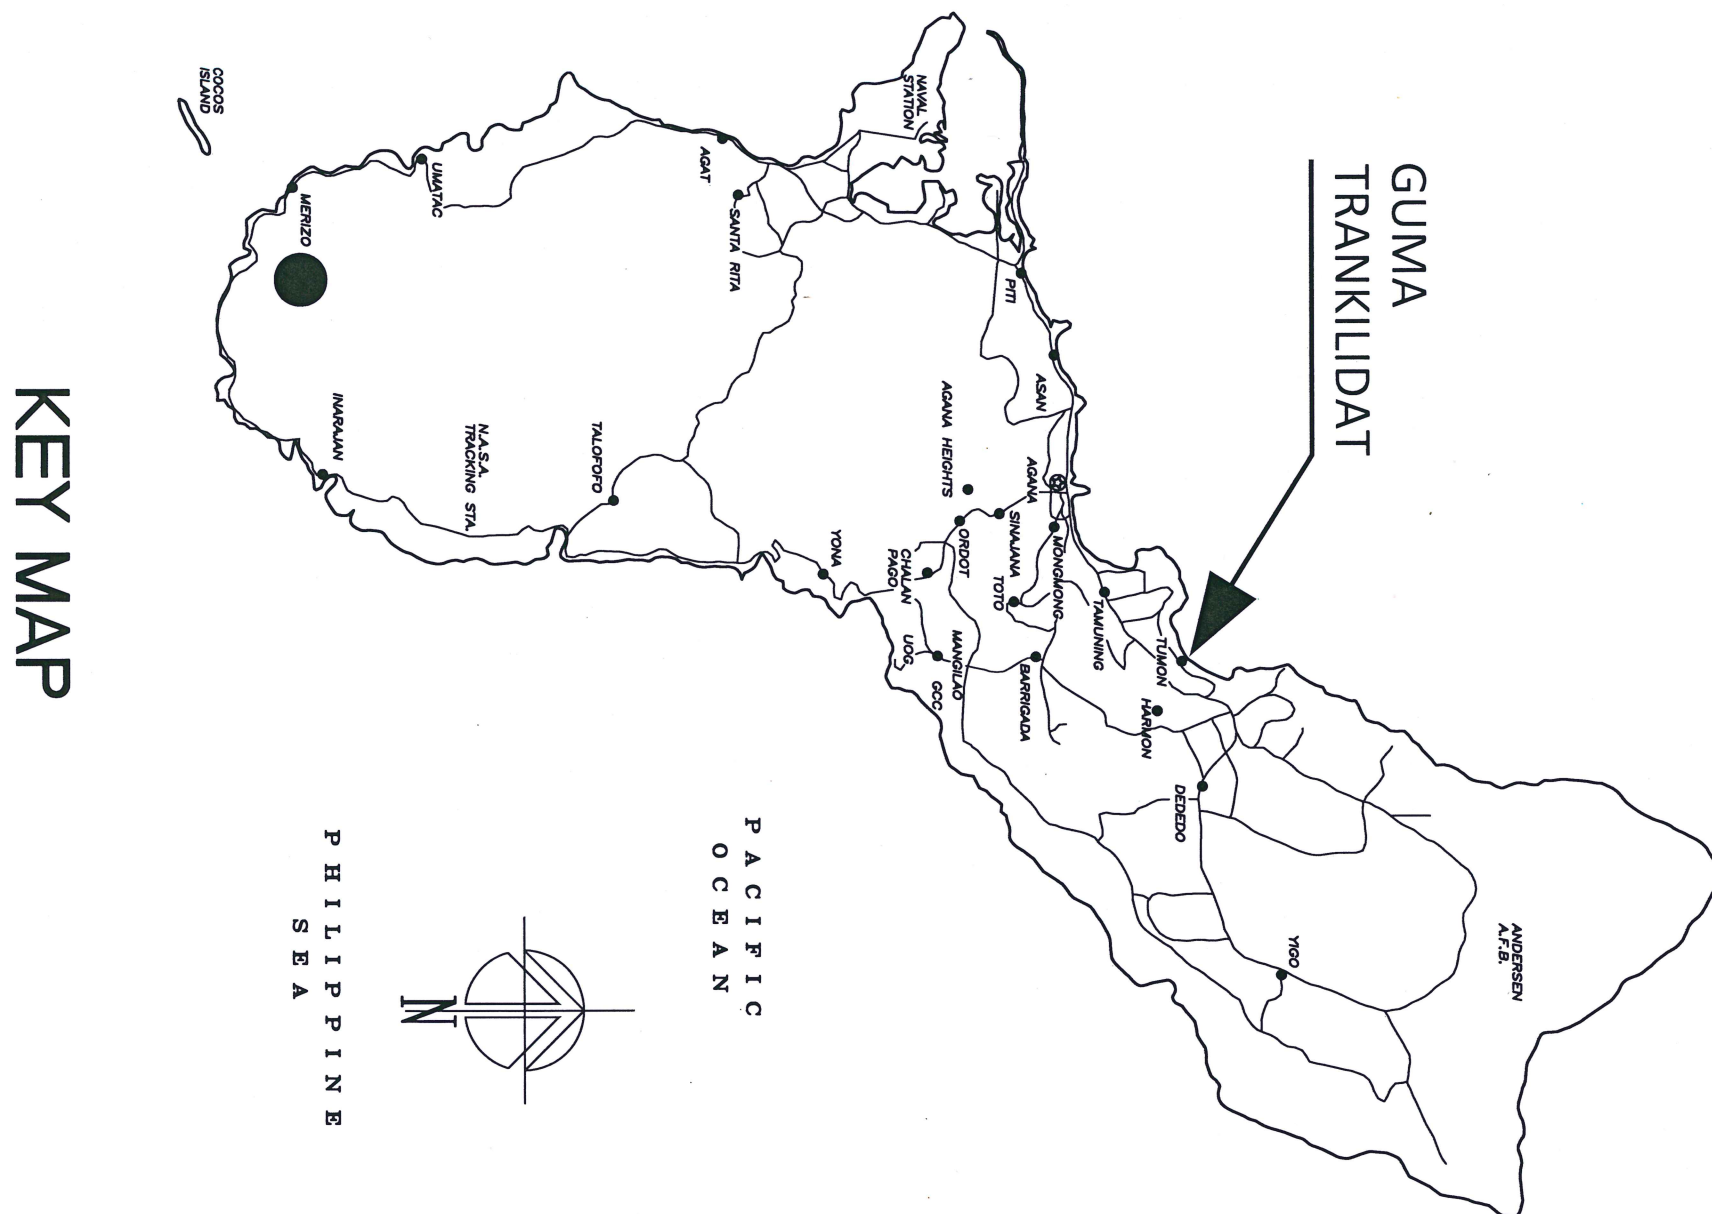 GUMA
TRANKILIDAT
ANDERSEN
A.F.B.
YIGO
DEDEDO
HARMON
TUMON
TAMUNING
MONGMONG
TOTO
BARRIGADA
SINAJANA
AGANA
ASAN
PITI
AGANA HEIGHTS
ORDOT
MANGILAO
GCC
UOG
CHALAN
PAGO
NAVAL
STATION
YONA
SANTA RITA
AGAT
TALOFOFO
N.A.S.A.
TRACKING STA.
UMATAC
INARAJAN
MERIZO
COCOS
ISLAND
PACIFIC
OCEAN
N
PHILIPPINE
SEA
KEY MAP